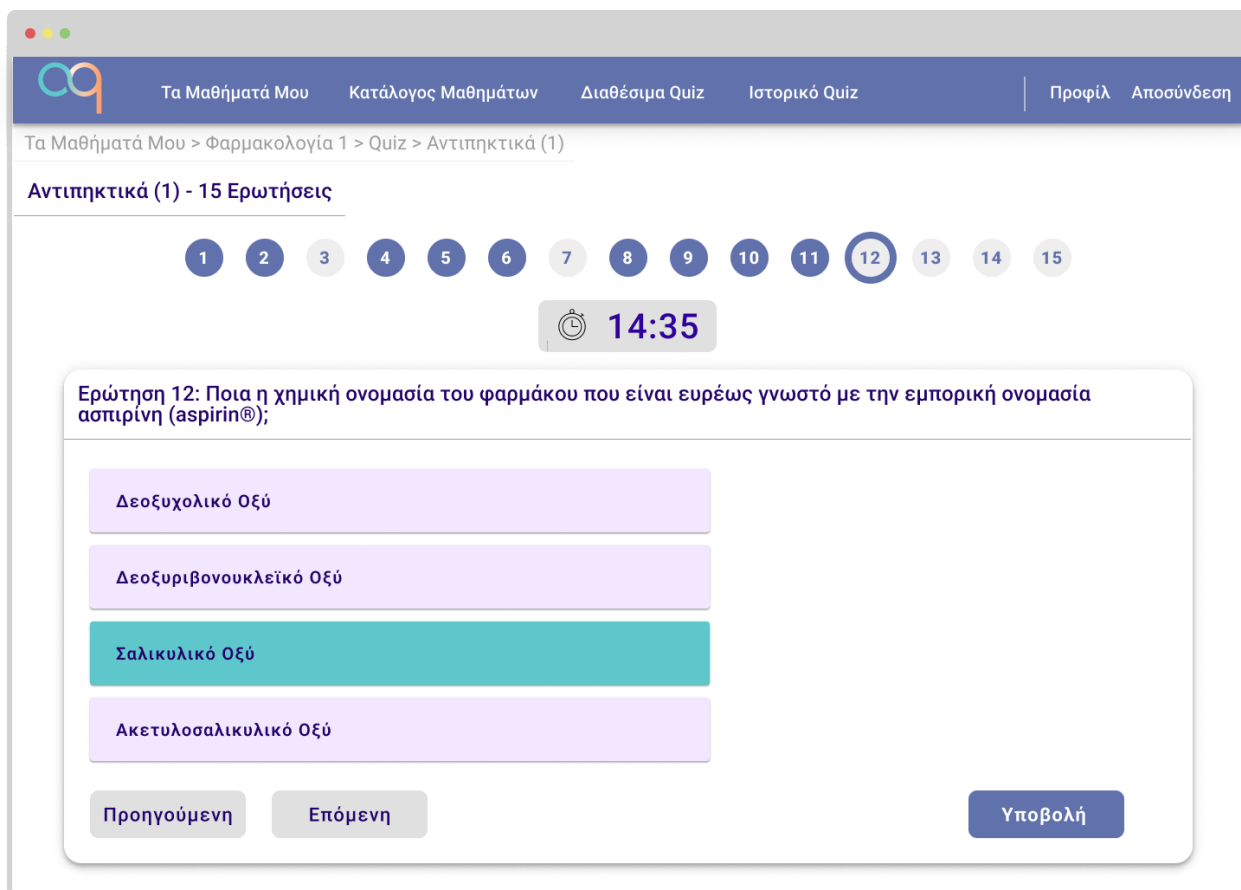 Τα Μαθήματά Μου Κατάλογος Μαθημάτων Διαθέσιμα Quiz Ιστορικό Quiz Προφίλ Αποσύνδεση
Τα Μαθήματά Μου > Φαρμακολογία 1 > Quiz > Αντιπηκτικά (1)
Αντιπηκτικά (1) - 15 Ερωτήσεις
1 2 3 4 5 6 7 8 9 10 11 12 13 14 15
14:35
Ερώτηση 12: Ποια η χημική ονομασία του φαρμάκου που είναι ευρέως γνωστό με την εμπορική ονομασία
ασπιρίνη (aspirin®);
Δεοξυχολικό Οξύ
Δεοξυριβονουκλεϊκό Οξύ
Σαλικυλικό Οξύ
Ακετυλοσαλικυλικό Οξύ
Προηγούμενη Επόμενη Υποβολή